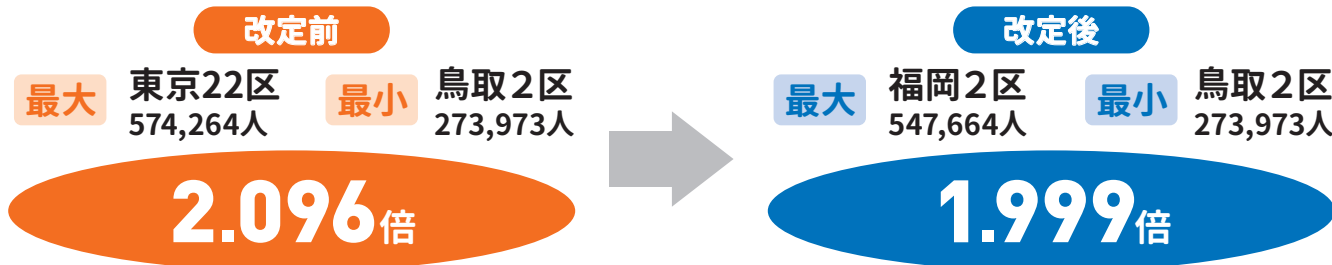 改定前
最大 東京22区 574,264人
最小 鳥取2区 273,973人
2.096倍
改定後
最大 福岡2区 547,664人
最小 鳥取2区 273,973人
1.999倍